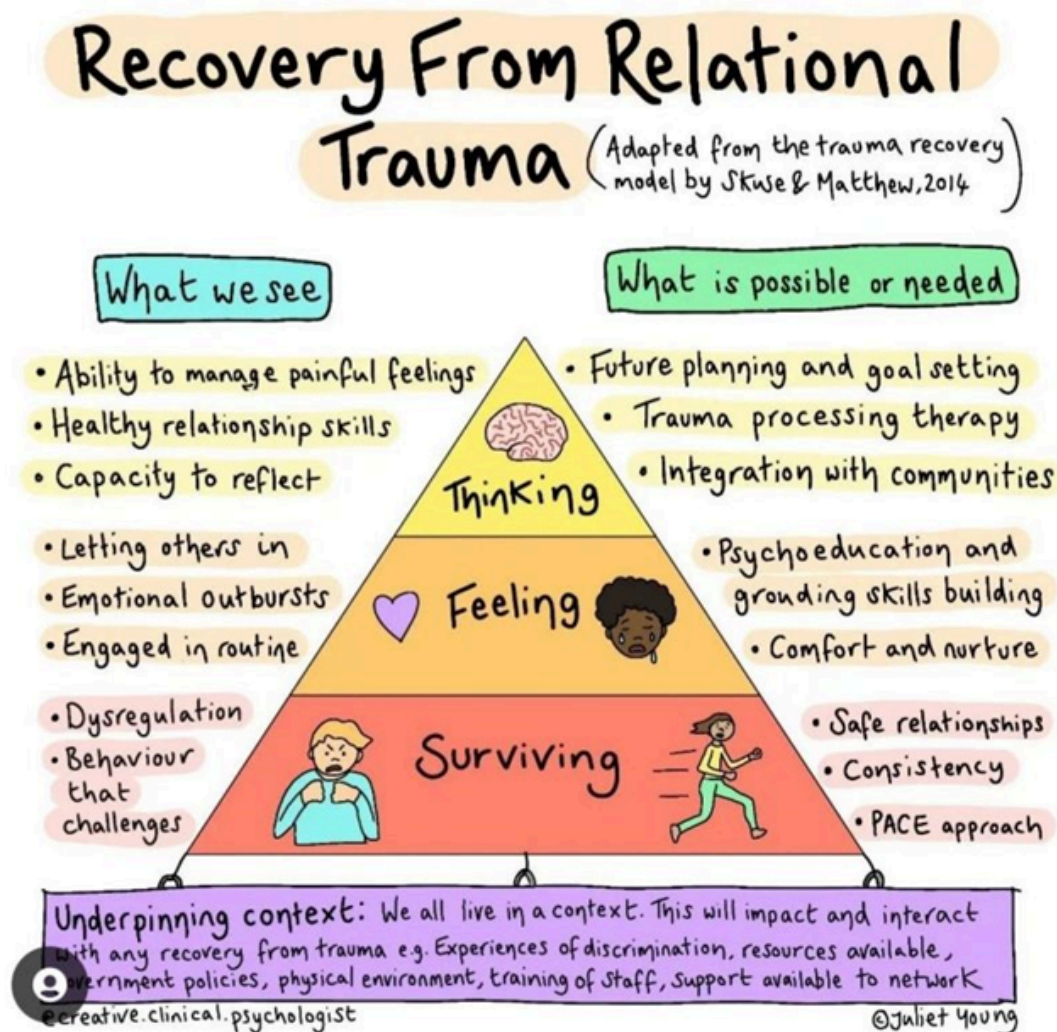 Recovery From Relational
Trauma
(Adapted from the trauma recovery
model by Skuse & Matthew, 2014)
What we see
What is possible or needed
• Ability to manage painful feelings
• Healthy relationship skills
• Capacity to reflect
• Future planning and goal setting
• Trauma processing therapy
• Integration with communities
Thinking
• Letting others in
• Emotional outbursts
• Engaged in routine
Feeling
• Psychoeducation and
grouding skills building
• Comfort and nurture
• Dysregulation
• Behaviour
that
challenges
Surviving
• Safe relationships
• Consistency
• PACE approach
Underpinning context: We all live in a context. This will impact and interact
with any recovery from trauma e.g. Experiences of discrimination, resources available,
vernment policies, physical environment, training of staff, support available to network
@creative.clinical.psychologist
©Juliet Young